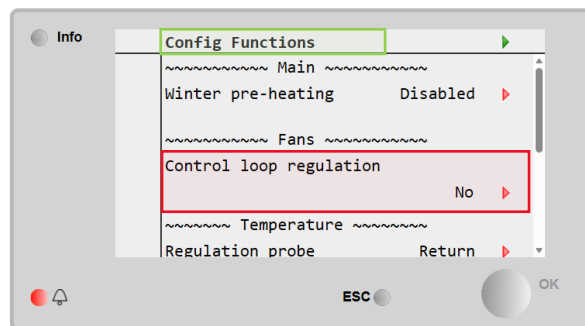 Info
Config Functions
~~~~~~~~~~~ Main ~~~~~~~~~~~
Winter pre-heating Disabled
~~~~~~~~~~~ Fans ~~~~~~~~~~~
Control loop regulation
No
~~~~~~~ Temperature ~~~~~~~~
Regulation probe Return
OK
ESC